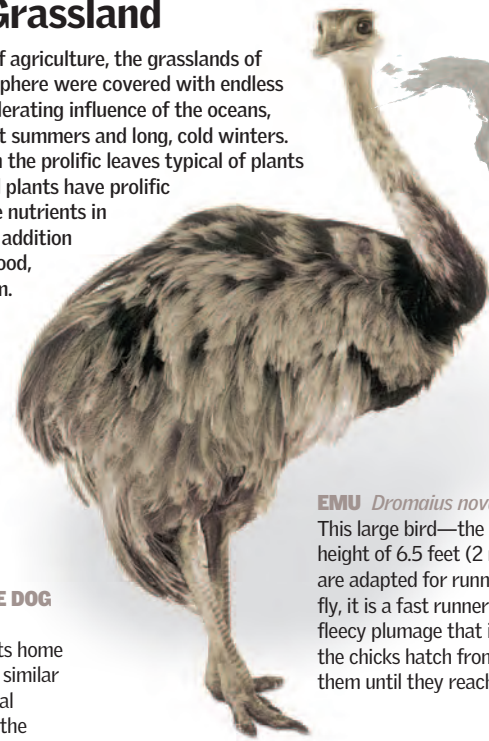 Grassland
f agriculture, the grasslands of
sphere were covered with endless
derating influence of the oceans,
t summers and long, cold winters.
n the prolific leaves typical of plants
l plants have prolific
e nutrients in
addition
ood,
n.
E DOG
ts home
similar
al
the
EMU Dromaius nov
This large bird—the
height of 6.5 feet (2
are adapted for runn
fly, it is a fast runner
fleecy plumage that i
the chicks hatch from
them until they reach